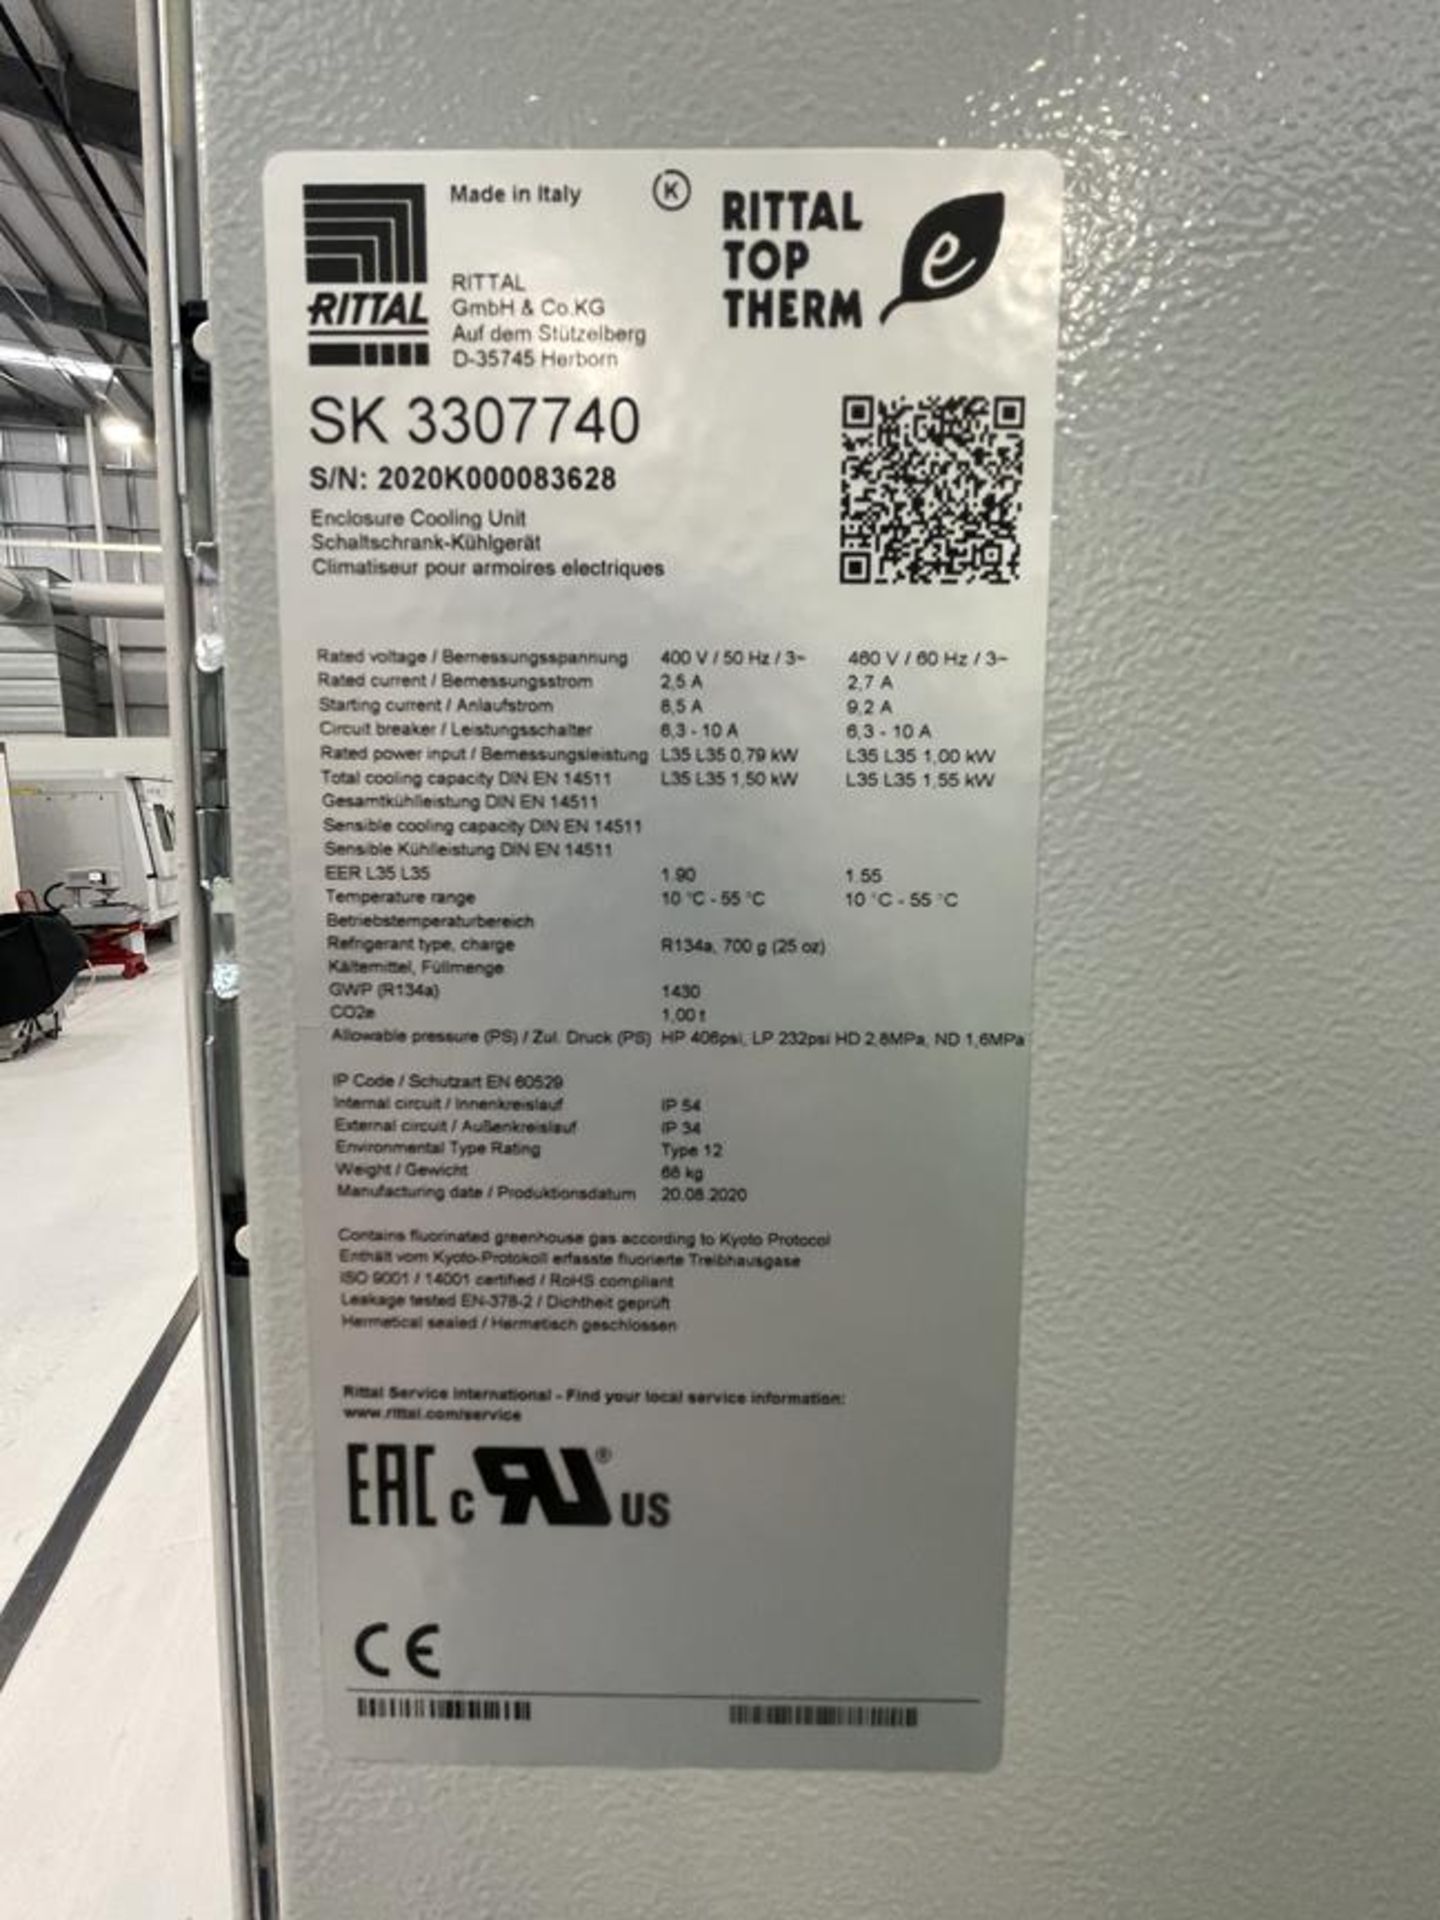 Made in Italy
K
RITTAL
RITTAL
GmbH & Co.KG
Auf dem Stützelberg
D-35745 Herborn
RITTAL
TOP
THERM
e
SK 3307740
S/N: 2020K000083628
Enclosure Cooling Unit
Schaltschrank-Kühlgerät
Climatiseur pour armoires electriques
Rated voltage / Bemessungsspannung 400 V / 50 Hz / 3~ 460 V / 60 Hz / 3~
Rated current / Bemessungsstrom 2,5 A 2,7 A
Starting current / Anlaufstrom 8,5 A 9,2 A
Circuit breaker / Leistungsschalter 6,3 - 10 A 6,3 - 10 A
Rated power input / Bemessungsleistung L35 L35 0,79 kW L35 L35 1,00 kW
Total cooling capacity DIN EN 14511 L35 L35 1,50 kW L35 L35 1,55 kW
Gesamtkühlleistung DIN EN 14511
Sensible cooling capacity DIN EN 14511
Sensible Kühlleistung DIN EN 14511
EER L35 L35 1.90 1.55
Temperature range 10 °C - 55 °C 10 °C - 55 °C
Betriebstemperaturbereich
Refrigerant type, charge R134a, 700 g (25 oz)
Kältemittel, Füllmenge
GWP (R134a) 1430
CO2e 1,00 t
Allowable pressure (PS) / Zul. Druck (PS) HP 406psi, LP 232psi HD 2,8MPa, ND 1,6MPa
IP Code / Schutzart EN 60529
Internal circuit / Innenkreislauf IP 54
External circuit / Außenkreislauf IP 34
Environmental Type Rating Type 12
Weight / Gewicht 68 kg
Manufacturing date / Produktionsdatum 20.08.2020
Contains fluorinated greenhouse gas according to Kyoto Protocol
Enthält vom Kyoto-Protokoll erfasste fluorierte Treibhausgase
ISO 9001 / 14001 certified / RoHS compliant
Leakage tested EN-378-2 / Dichtheit geprüft
Hermetical sealed / Hermetisch geschlossen
Rittal Service International - Find your local service information:
www.rittal.com/service
EAC c RU ® US
CE